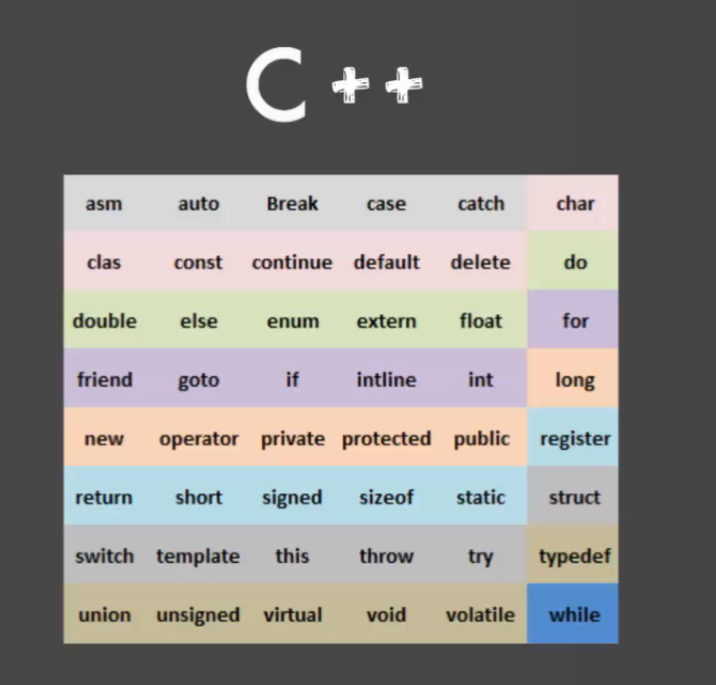 C ++
asm auto Break case catch char
clas const continue default delete do
double else enum extern float for
friend goto if intline int long
new operator private protected public register
return short signed sizeof static struct
switch template this throw try typedef
union unsigned virtual void volatile while